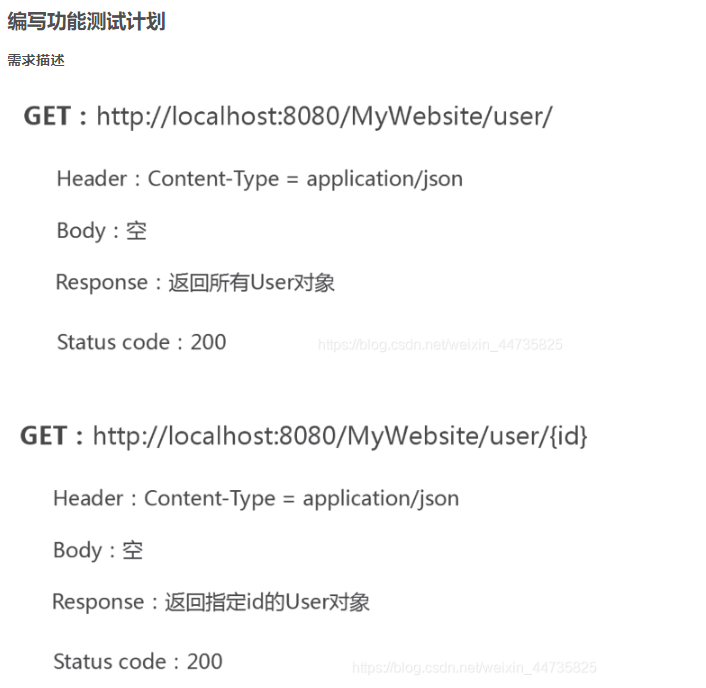 编写功能测试计划
需求描述
GET：http://localhost:8080/MyWebsite/user/
Header：Content-Type = application/json
Body：空
Response：返回所有User对象
Status code：200
https://blog.csdn.net/weixin_44735825
GET：http://localhost:8080/MyWebsite/user/{id}
Header：Content-Type = application/json
Body：空
Response：返回指定id的User对象
Status code：200
https://blog.csdn.net/weixin_44735825